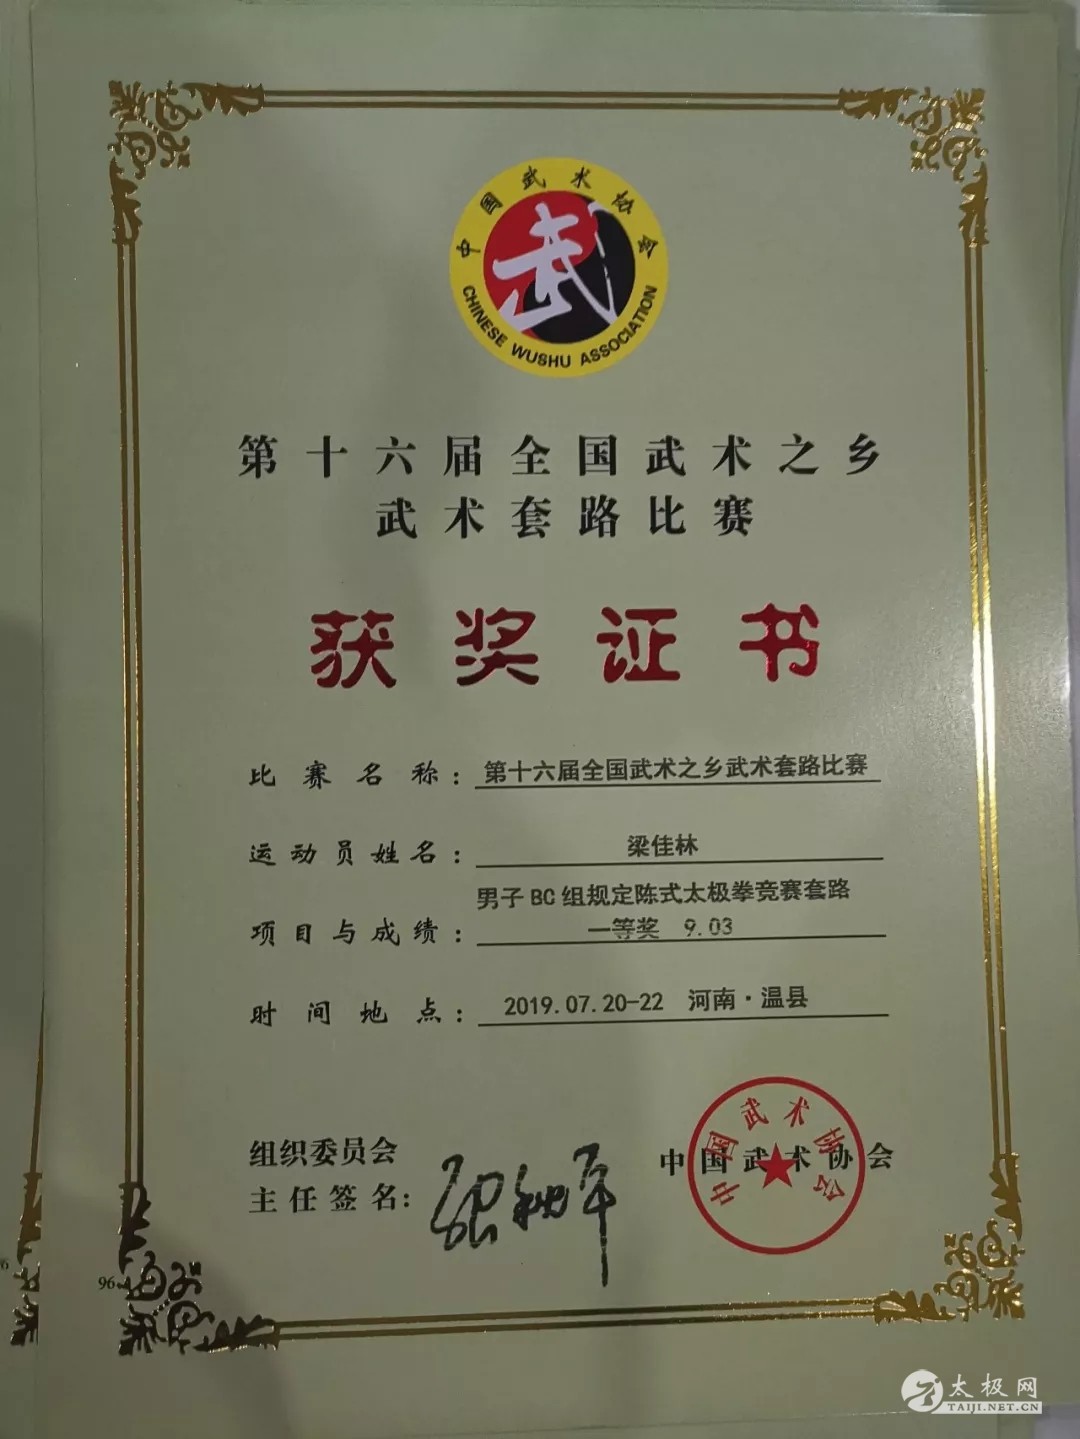 中国武术协会
武
CHINESE WUSHU ASSOCIATION
第十六届全国武术之乡
武术套路比赛
获奖证书
比赛名称：第十六届全国武术之乡武术套路比赛
运动员姓名：梁佳林
男子BC组规定陈式太极拳竞赛套路
项目与成绩：一等奖 9.03
时间地点：2019.07.20-22 河南·温县
组织委员会
主任签名：
中国武术协会
中国武术协会
96
太极网
TAIJI.NET.CN